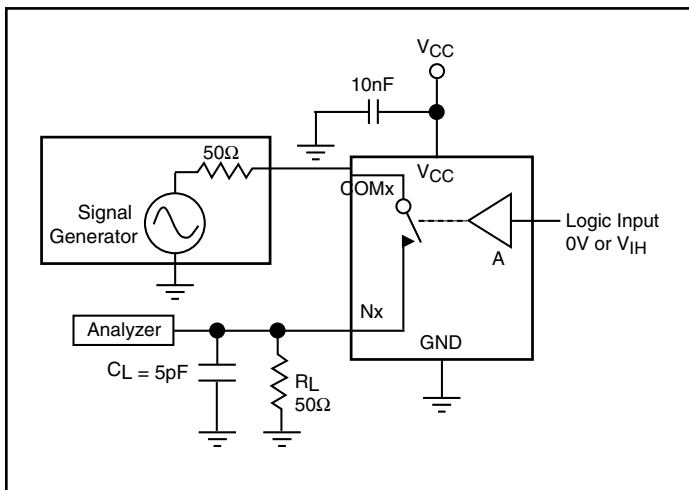 VCC
10nF
50Ω
VCC
COMx
Signal
Generator
Logic Input
0V or VIH
A
Nx
Analyzer
GND
CL = 5pF
RL
50Ω